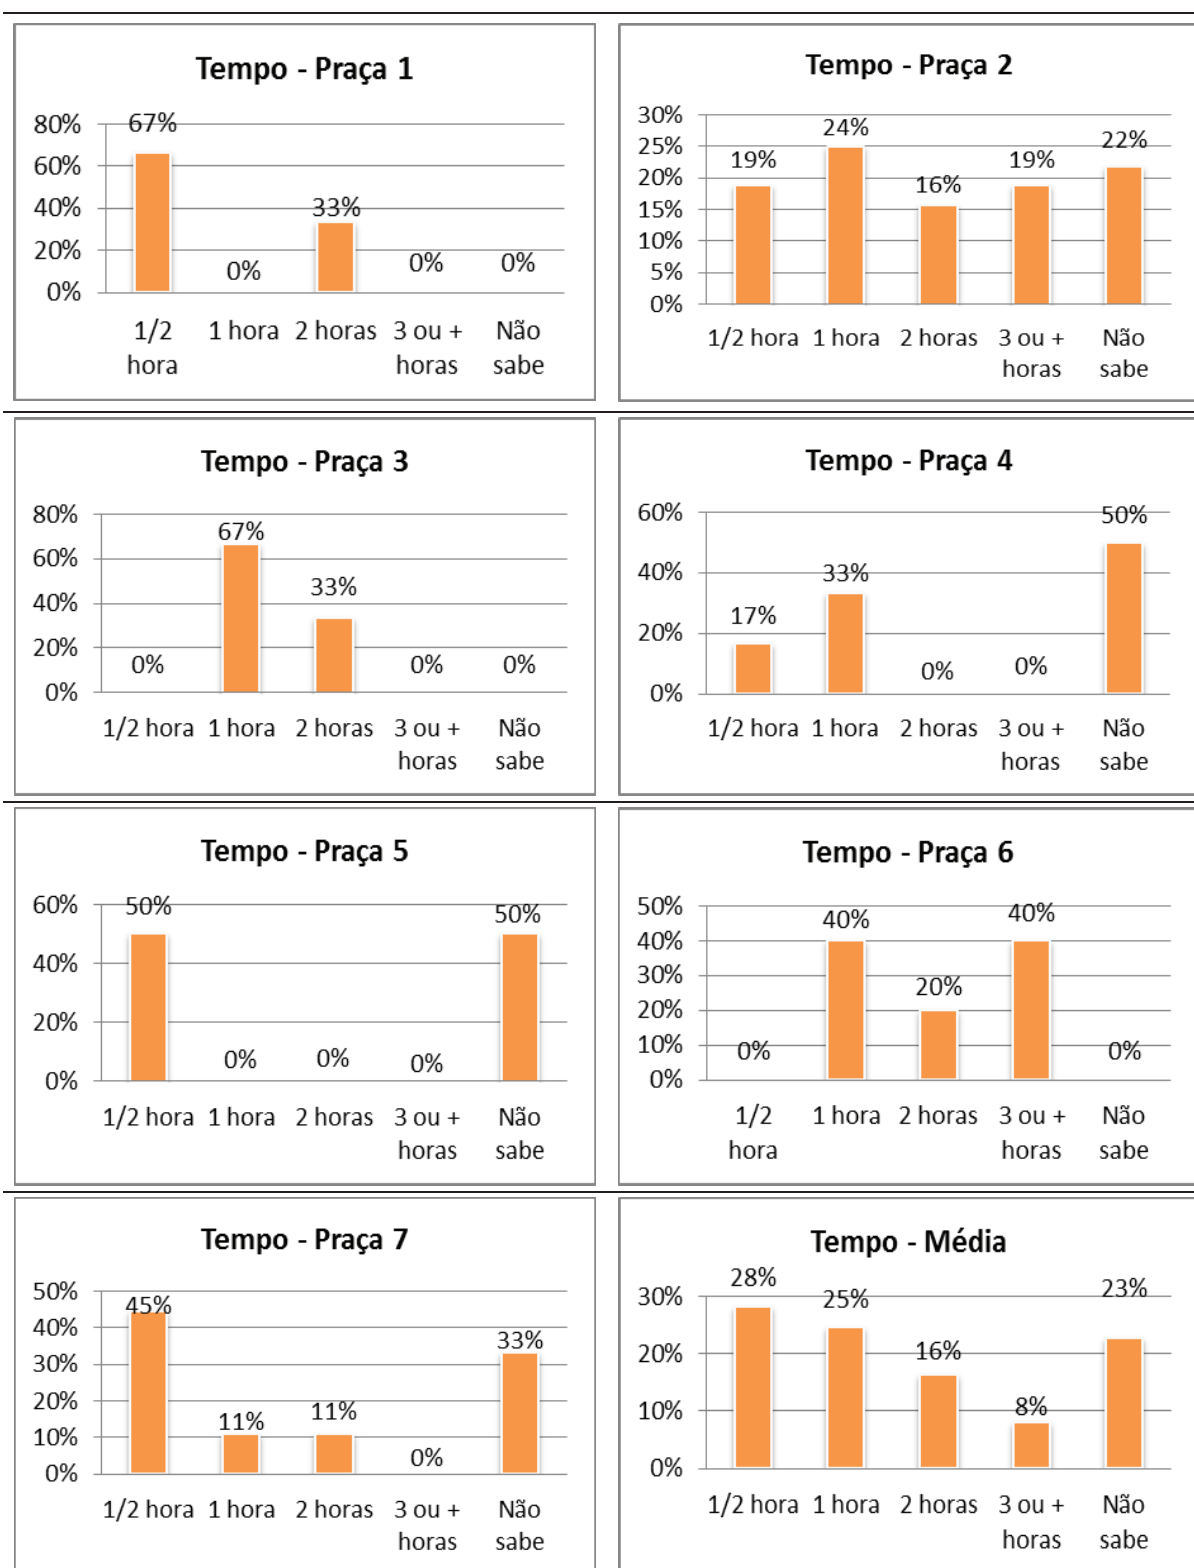 Tempo - Praça 1
80%
60%
40%
20%
0%
67%
0%
33%
0%
0%
1/2 hora
1 hora
2 horas
3 ou + horas
Não sabe
Tempo - Praça 2
30%
25%
20%
15%
10%
5%
0%
19%
24%
16%
19%
22%
1/2 hora
1 hora
2 horas
3 ou + horas
Não sabe
Tempo - Praça 3
80%
60%
40%
20%
0%
0%
67%
33%
0%
0%
1/2 hora
1 hora
2 horas
3 ou + horas
Não sabe
Tempo - Praça 4
60%
40%
20%
0%
17%
33%
0%
0%
50%
1/2 hora
1 hora
2 horas
3 ou + horas
Não sabe
Tempo - Praça 5
60%
40%
20%
0%
50%
0%
0%
0%
50%
1/2 hora
1 hora
2 horas
3 ou + horas
Não sabe
Tempo - Praça 6
50%
40%
30%
20%
10%
0%
0%
40%
20%
40%
0%
1/2 hora
1 hora
2 horas
3 ou + horas
Não sabe
Tempo - Praça 7
50%
40%
30%
20%
10%
0%
45%
11%
11%
0%
33%
1/2 hora
1 hora
2 horas
3 ou + horas
Não sabe
Tempo - Média
30%
20%
10%
0%
28%
25%
16%
8%
23%
1/2 hora
1 hora
2 horas
3 ou + horas
Não sabe